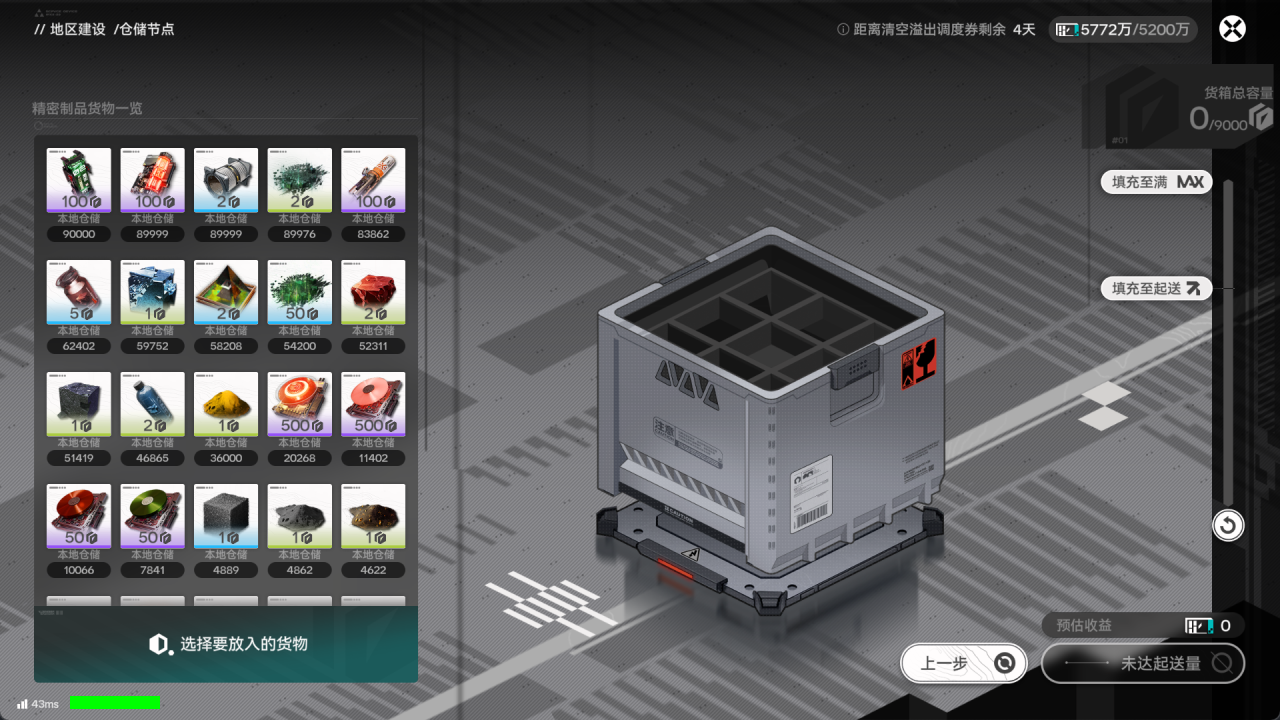 // 地区建设 /仓储节点
距离清空溢出调度券剩余 4天
5772万/5200万
精密制品货物一览
货箱总容量
0/9000
#01
100 100 2 2 100
本地仓储 本地仓储 本地仓储 本地仓储 本地仓储
90000 89999 89999 89976 83862
5 1 2 50 2
本地仓储 本地仓储 本地仓储 本地仓储 本地仓储
62402 59752 58208 54200 52311
1 2 1 500 500
本地仓储 本地仓储 本地仓储 本地仓储 本地仓储
51419 46865 36000 20268 11402
50 50 1 1 1
本地仓储 本地仓储 本地仓储 本地仓储 本地仓储
10066 7841 4889 4862 4622
选择要放入的货物
填充至满 MAX
填充至起送
注意
CAUTION
预估收益 0
上一步
未达起送量
43ms